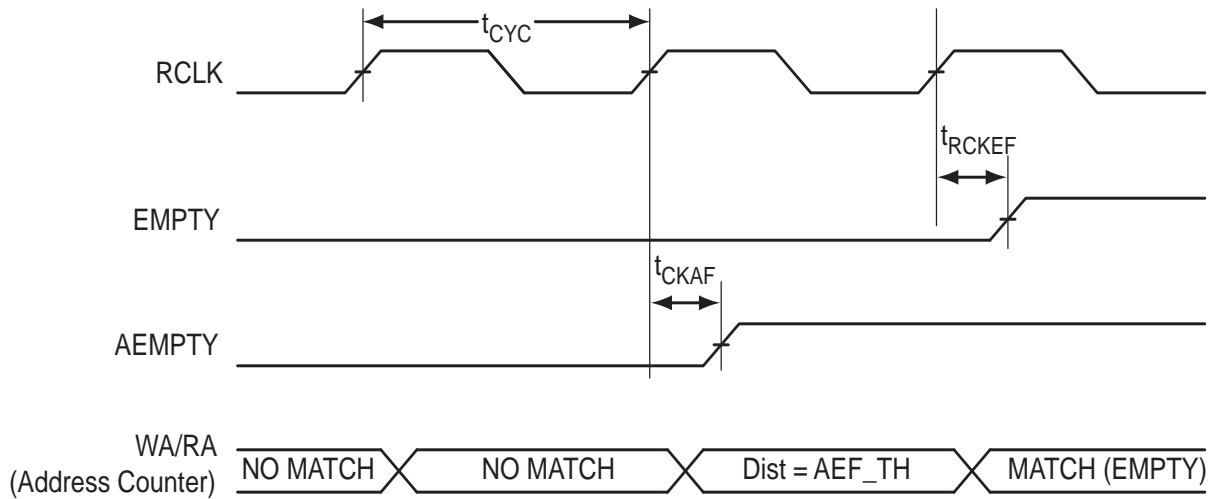 tCYC
RCLK
tRCKEF
EMPTY
tCKAF
AEMPTY
WA/RA
(Address Counter)
NO MATCH
NO MATCH
Dist = AEF_TH
MATCH (EMPTY)